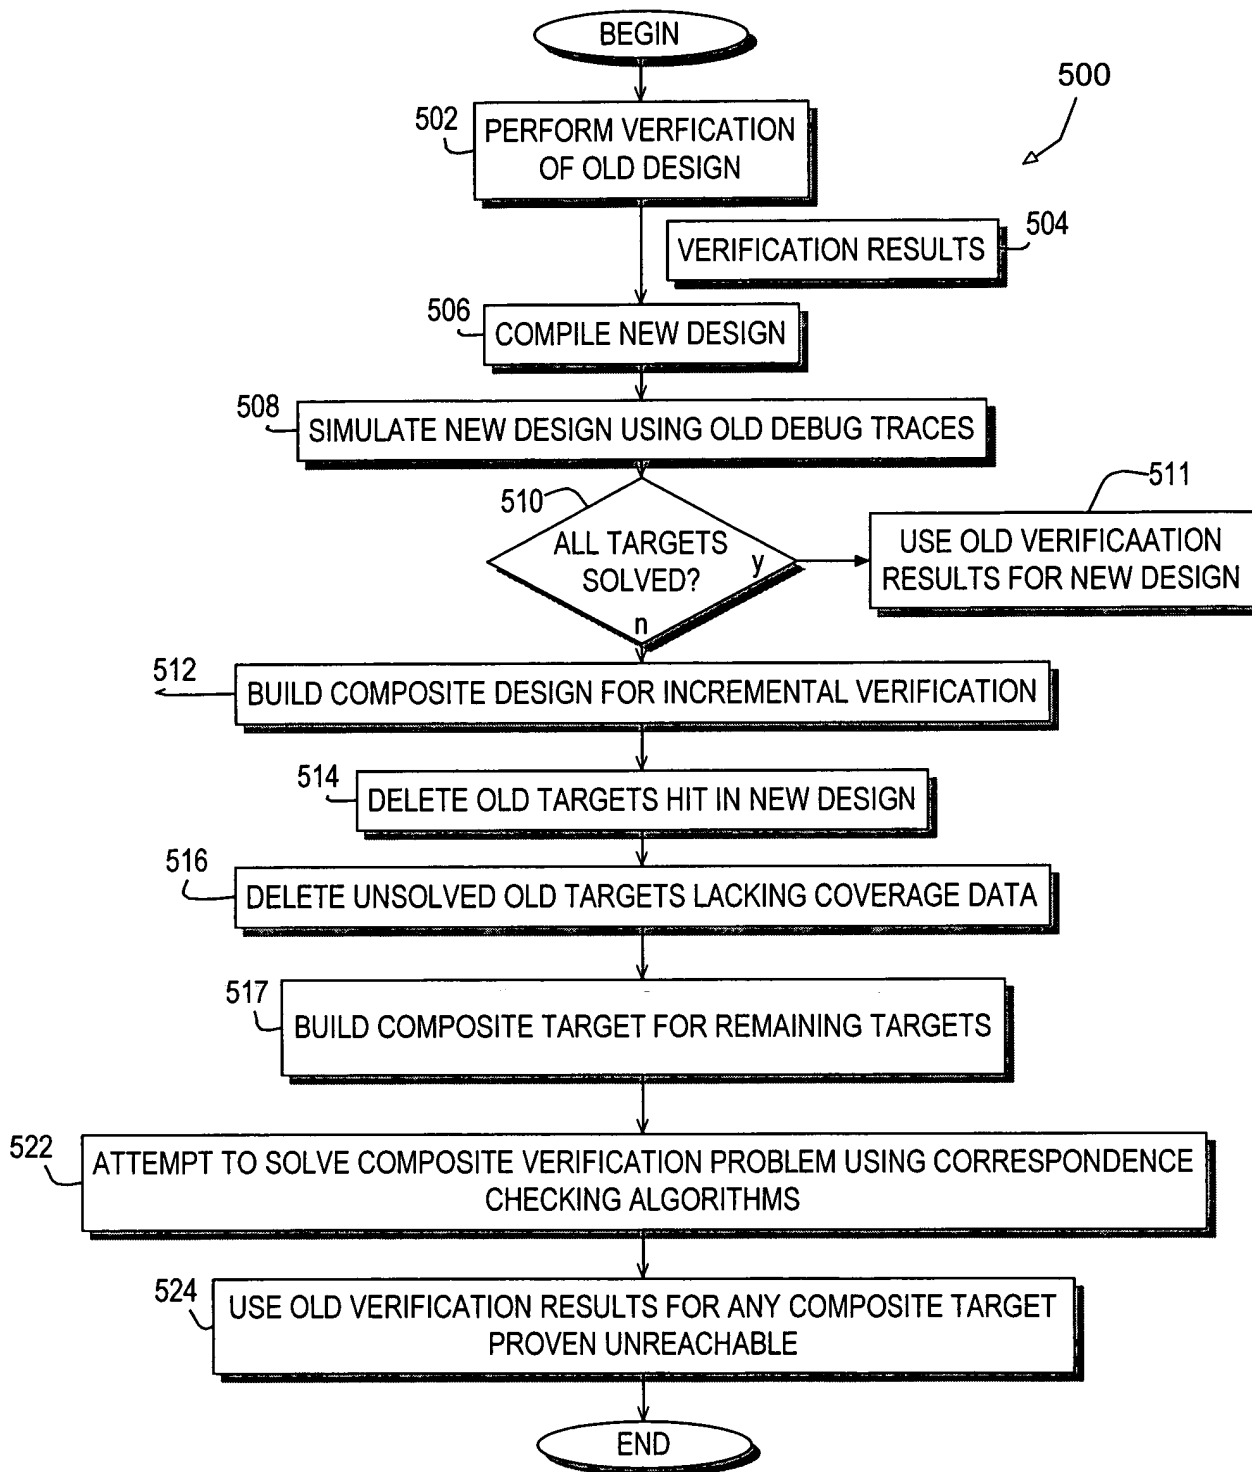 BEGIN
500
502
PERFORM VERFICATION
OF OLD DESIGN
504
VERIFICATION RESULTS
506
COMPILE NEW DESIGN
508
SIMULATE NEW DESIGN USING OLD DEBUG TRACES
510
ALL TARGETS
SOLVED?
y
n
511
USE OLD VERIFICAATION
RESULTS FOR NEW DESIGN
512
BUILD COMPOSITE DESIGN FOR INCREMENTAL VERIFICATION
514
DELETE OLD TARGETS HIT IN NEW DESIGN
516
DELETE UNSOLVED OLD TARGETS LACKING COVERAGE DATA
517
BUILD COMPOSITE TARGET FOR REMAINING TARGETS
522
ATTEMPT TO SOLVE COMPOSITE VERIFICATION PROBLEM USING CORRESPONDENCE
CHECKING ALGORITHMS
524
USE OLD VERIFICATION RESULTS FOR ANY COMPOSITE TARGET
PROVEN UNREACHABLE
END